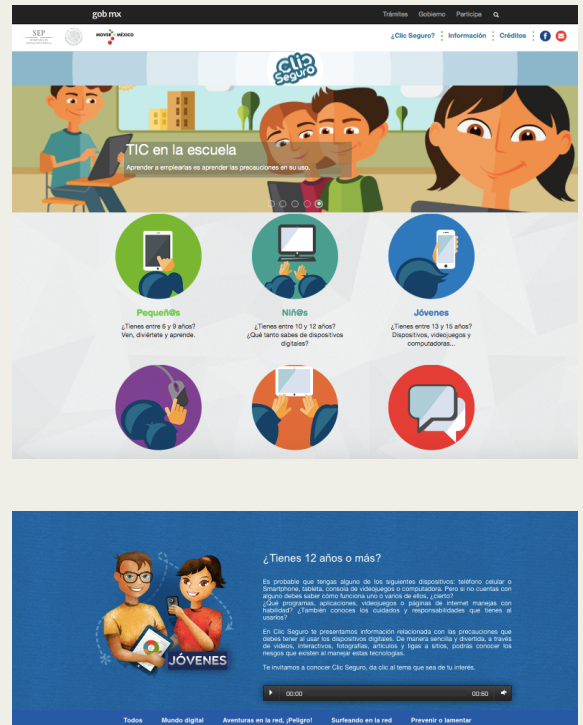 gob mx
Trámites Gobierno Participa
SEP
MOVER A MÉXICO
¿Clic Seguro? Información Créditos
clic
Seguro
TIC en la escuela
Aprender a emplearlas es aprender las precauciones en su uso.
Pequeñ@s
¿Tienes entre 6 y 9 años?
Ven, diviértete y aprende.
Niñ@s
¿Tienes entre 10 y 12 años?
¿Qué tanto sabes de dispositivos
digitales?
Jóvenes
¿Tienes entre 13 y 15 años?
Dispositivos, videojuegos y
computadoras...
¿Tienes 12 años o más?
Es probable que tengas alguno de los siguientes dispositivos: teléfono celular o
Smartphone, tableta, consola de videojuegos o computadora. Pero si no cuentas con
alguno debes saber cómo funciona uno o varios de ellos, ¿cierto?
¿Qué programas, aplicaciones, videojuegos o páginas de internet manejas con
habilidad? ¿También conoces los cuidados y responsabilidades que tienes al
usarlos?
En Clic Seguro te presentamos información relacionada con las precauciones que
debes tener al usar los dispositivos digitales. De manera sencilla y divertida, a través
de videos, interactivos, fotografías, artículos y ligas a sitios, podrás conocer los
riesgos que existen al manejar estas tecnologías.
Te invitamos a conocer Clic Seguro, da clic al tema que sea de tu interés.
JÓVENES
00:00 00:60
Todos Mundo digital Aventuras en la red, ¡Peligro! Surfeando en la red Prevenir o lamentar